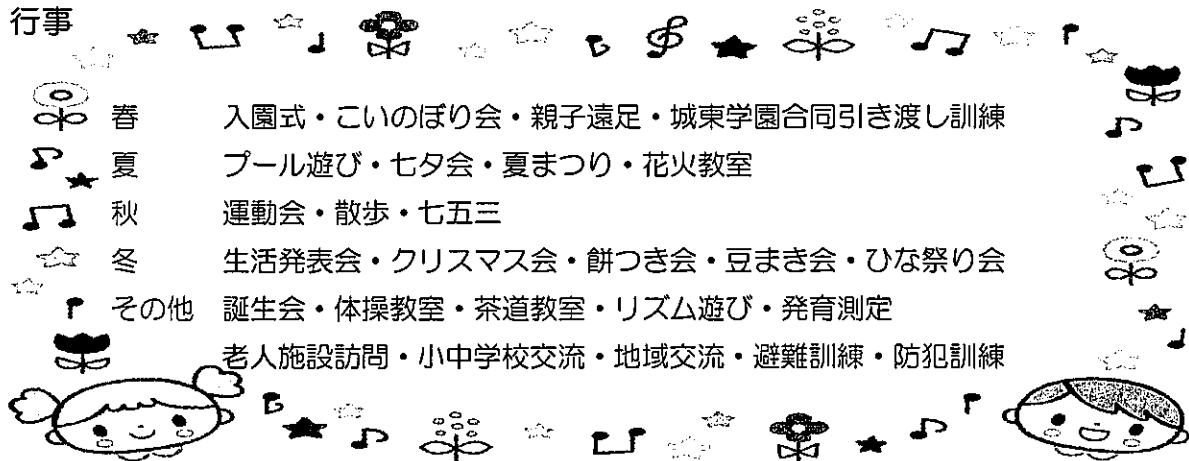 行事
春 入園式・こいのぼり会・親子遠足・城東学園合同引き渡し訓練
夏 プール遊び・七夕会・夏まつり・花火教室
秋 運動会・散歩・七五三
冬 生活発表会・クリスマス会・餅つき会・豆まき会・ひな祭り会
その他 誕生会・体操教室・茶道教室・リズム遊び・発育測定
老人施設訪問・小中学校交流・地域交流・避難訓練・防犯訓練